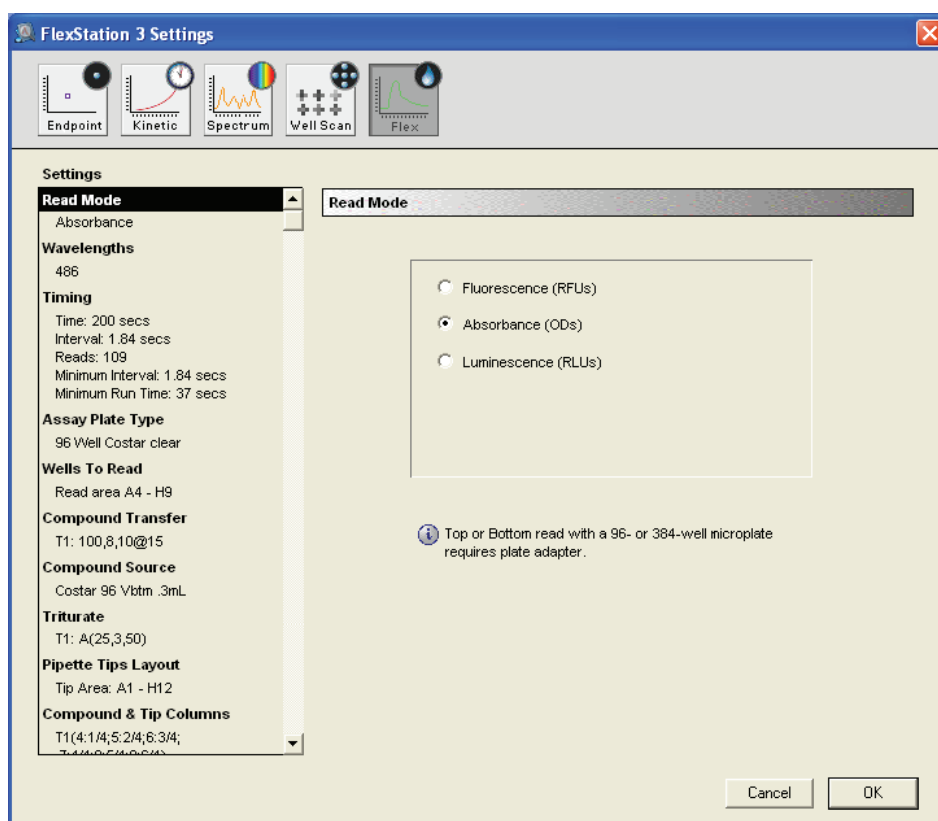 FlexStation 3 Settings
Endpoint
Kinetic
Spectrum
Well Scan
Flex
Settings
Read Mode
Absorbance
Wavelengths
486
Timing
Time: 200 secs
Interval: 1.84 secs
Reads: 109
Minimum Interval: 1.84 secs
Minimum Run Time: 37 secs
Assay Plate Type
96 Well Costar clear
Wells To Read
Read area A4 - H9
Compound Transfer
T1: 100,8,10@15
Compound Source
Costar 96 Vbtm .3mL
Triturate
T1: A(25,3,50)
Pipette Tips Layout
Tip Area: A1 - H12
Compound & Tip Columns
T1(4:1/4;5:2/4;6:3/4;
Read Mode
Fluorescence (RFUs)
Absorbance (ODs)
Luminescence (RLUs)
Top or Bottom read with a 96- or 384-well microplate
requires plate adapter.
Cancel
OK